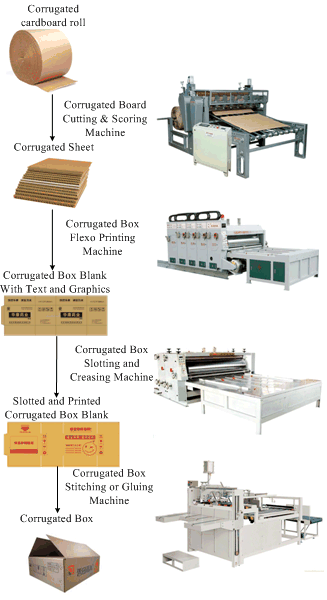 Corrugated
cardboard roll
Corrugated Board
Cutting & Scoring
Machine
Corrugated Sheet
Corrugated Box
Flexo Printing
Machine
Corrugated Box Blank
With Text and Graphics
Corrugated Box
Slotting and
Creasing Machine
Slotted and Printed
Corrugated Box Blank
Corrugated Box
Stitching or Gluing
Machine
Corrugated Box